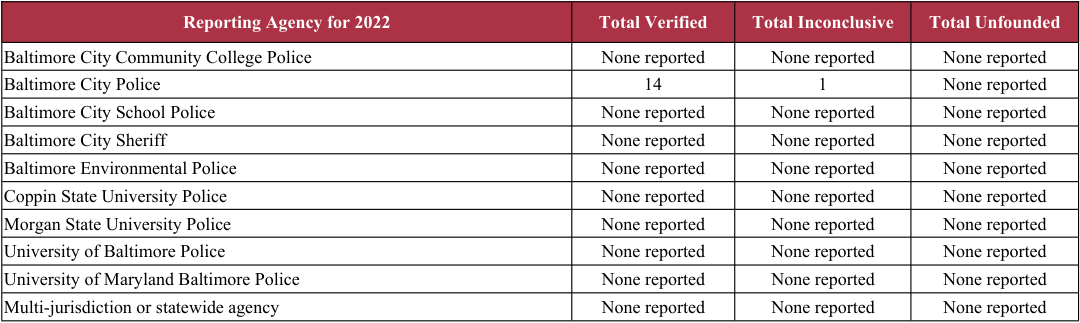 Reporting Agency for 2022 Total Verified Total Inconclusive Total Unfounded
Baltimore City Community College Police None reported None reported None reported
Baltimore City Police 14 1 None reported
Baltimore City School Police None reported None reported None reported
Baltimore City Sheriff None reported None reported None reported
Baltimore Environmental Police None reported None reported None reported
Coppin State University Police None reported None reported None reported
Morgan State University Police None reported None reported None reported
University of Baltimore Police None reported None reported None reported
University of Maryland Baltimore Police None reported None reported None reported
Multi-jurisdiction or statewide agency None reported None reported None reported